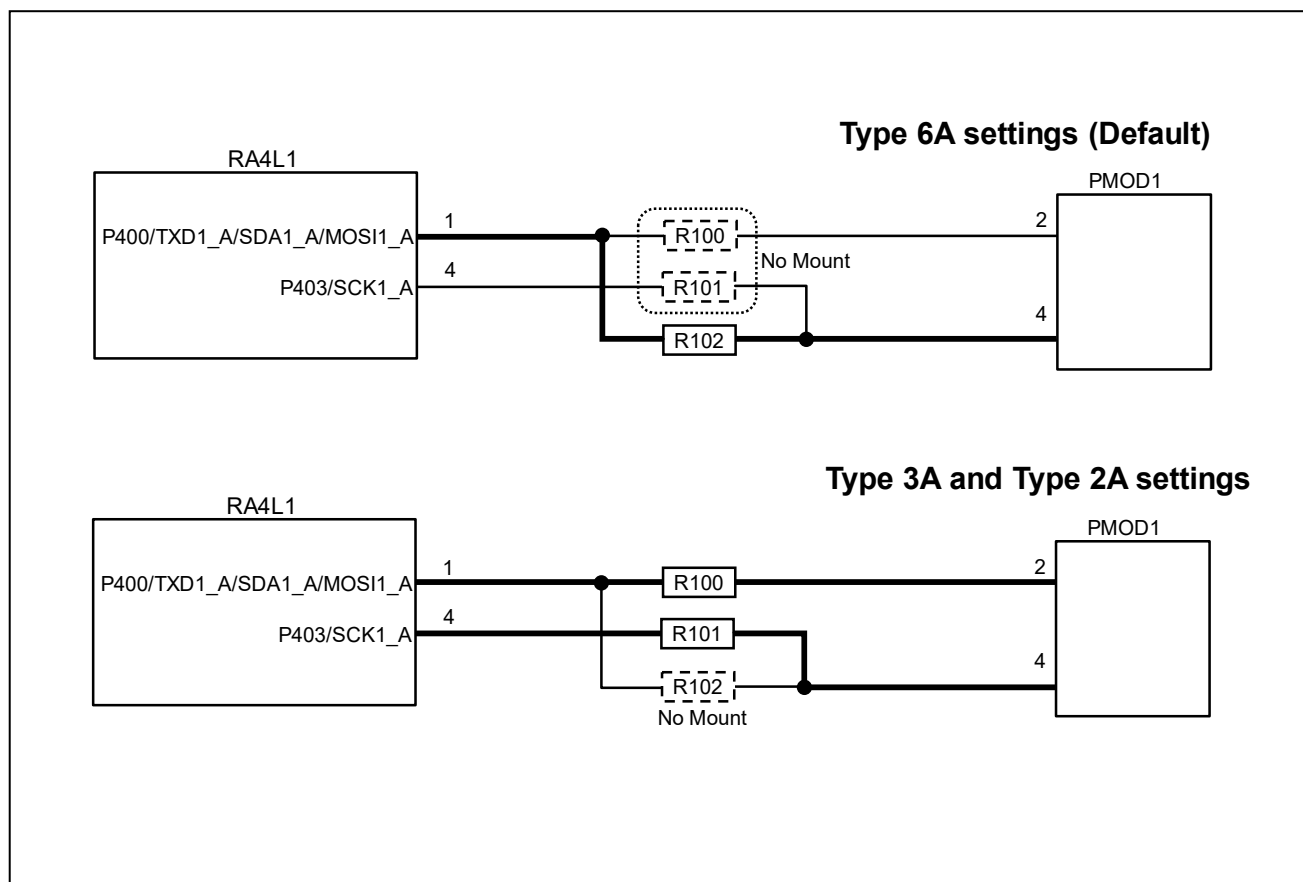 Type 6A settings (Default)
RA4L1
PMOD1
P400/TXD1_A/SDA1_A/MOSI1_A
1
R100
2
P403/SCK1_A
4
R101
No Mount
R102
4
Type 3A and Type 2A settings
RA4L1
PMOD1
P400/TXD1_A/SDA1_A/MOSI1_A
1
R100
2
P403/SCK1_A
4
R101
R102
4
No Mount